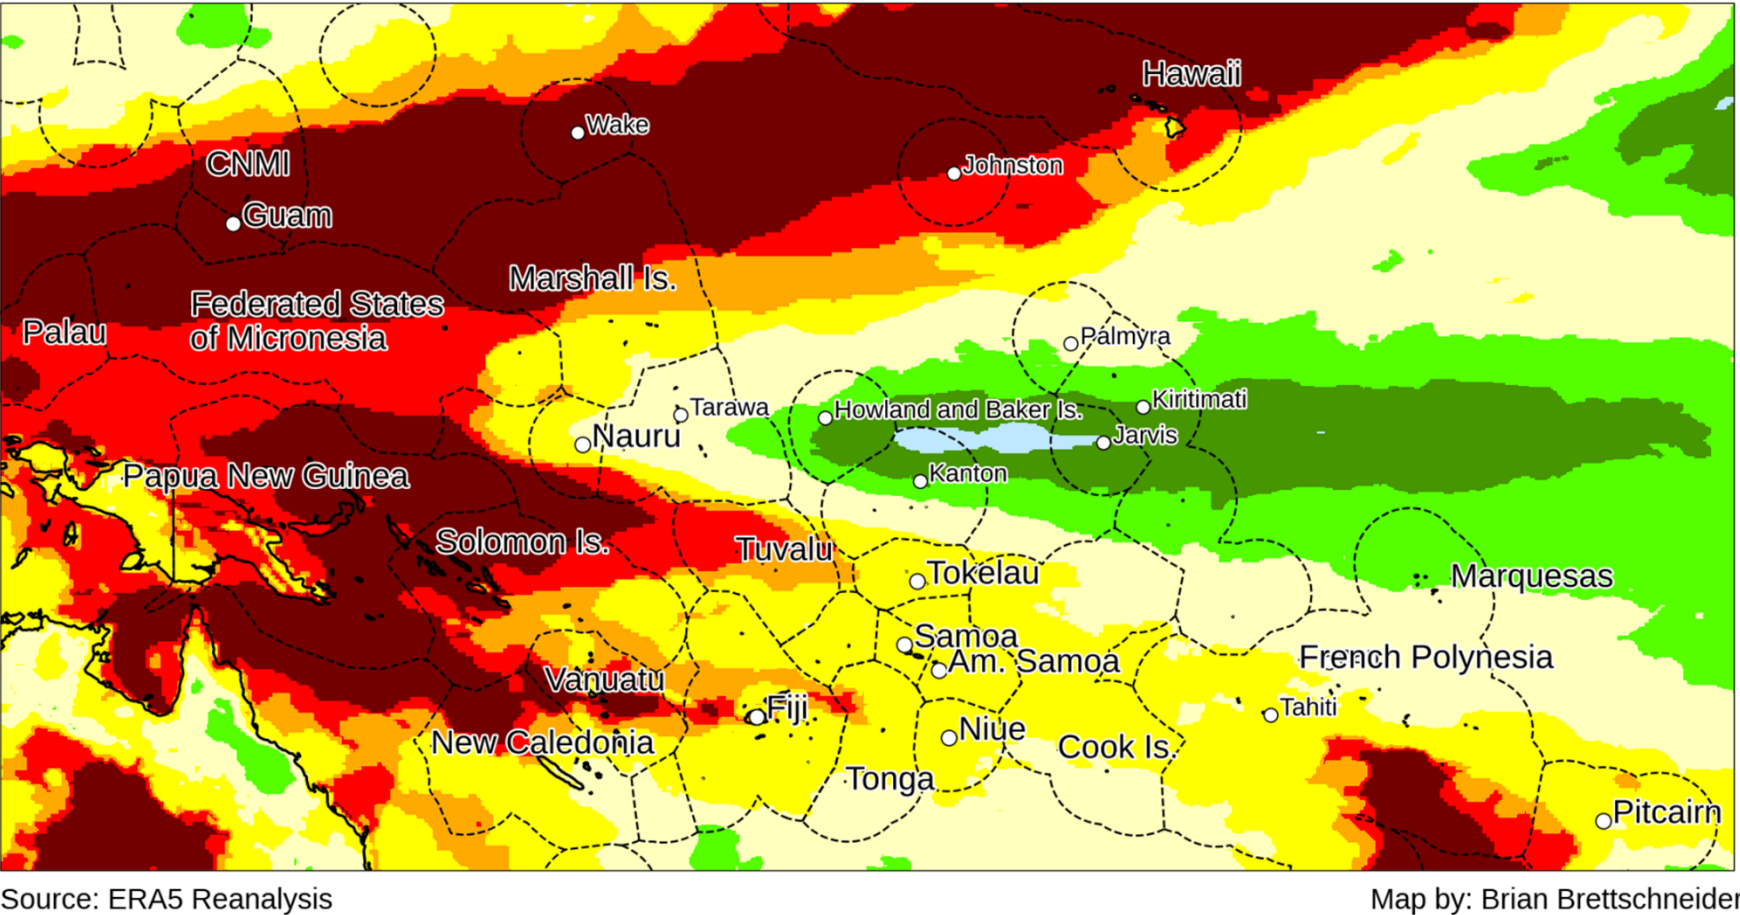 Hawaii
Wake
CNMI
Johnston
Guam
Marshall Is.
Federated States
of Micronesia
Palau
Palmyra
Kiritimati
Tarawa
Howland and Baker Is.
Nauru
Jarvis
Papua New Guinea
Kanton
Solomon Is.
Tuvalu
Tokelau
Marquesas
Samoa
Am. Samoa
French Polynesia
Vanuatu
Fiji
Tahiti
Niue
New Caledonia
Cook Is.
Tonga
Pitcairn
Source: ERA5 Reanalysis
Map by: Brian Brettschneider